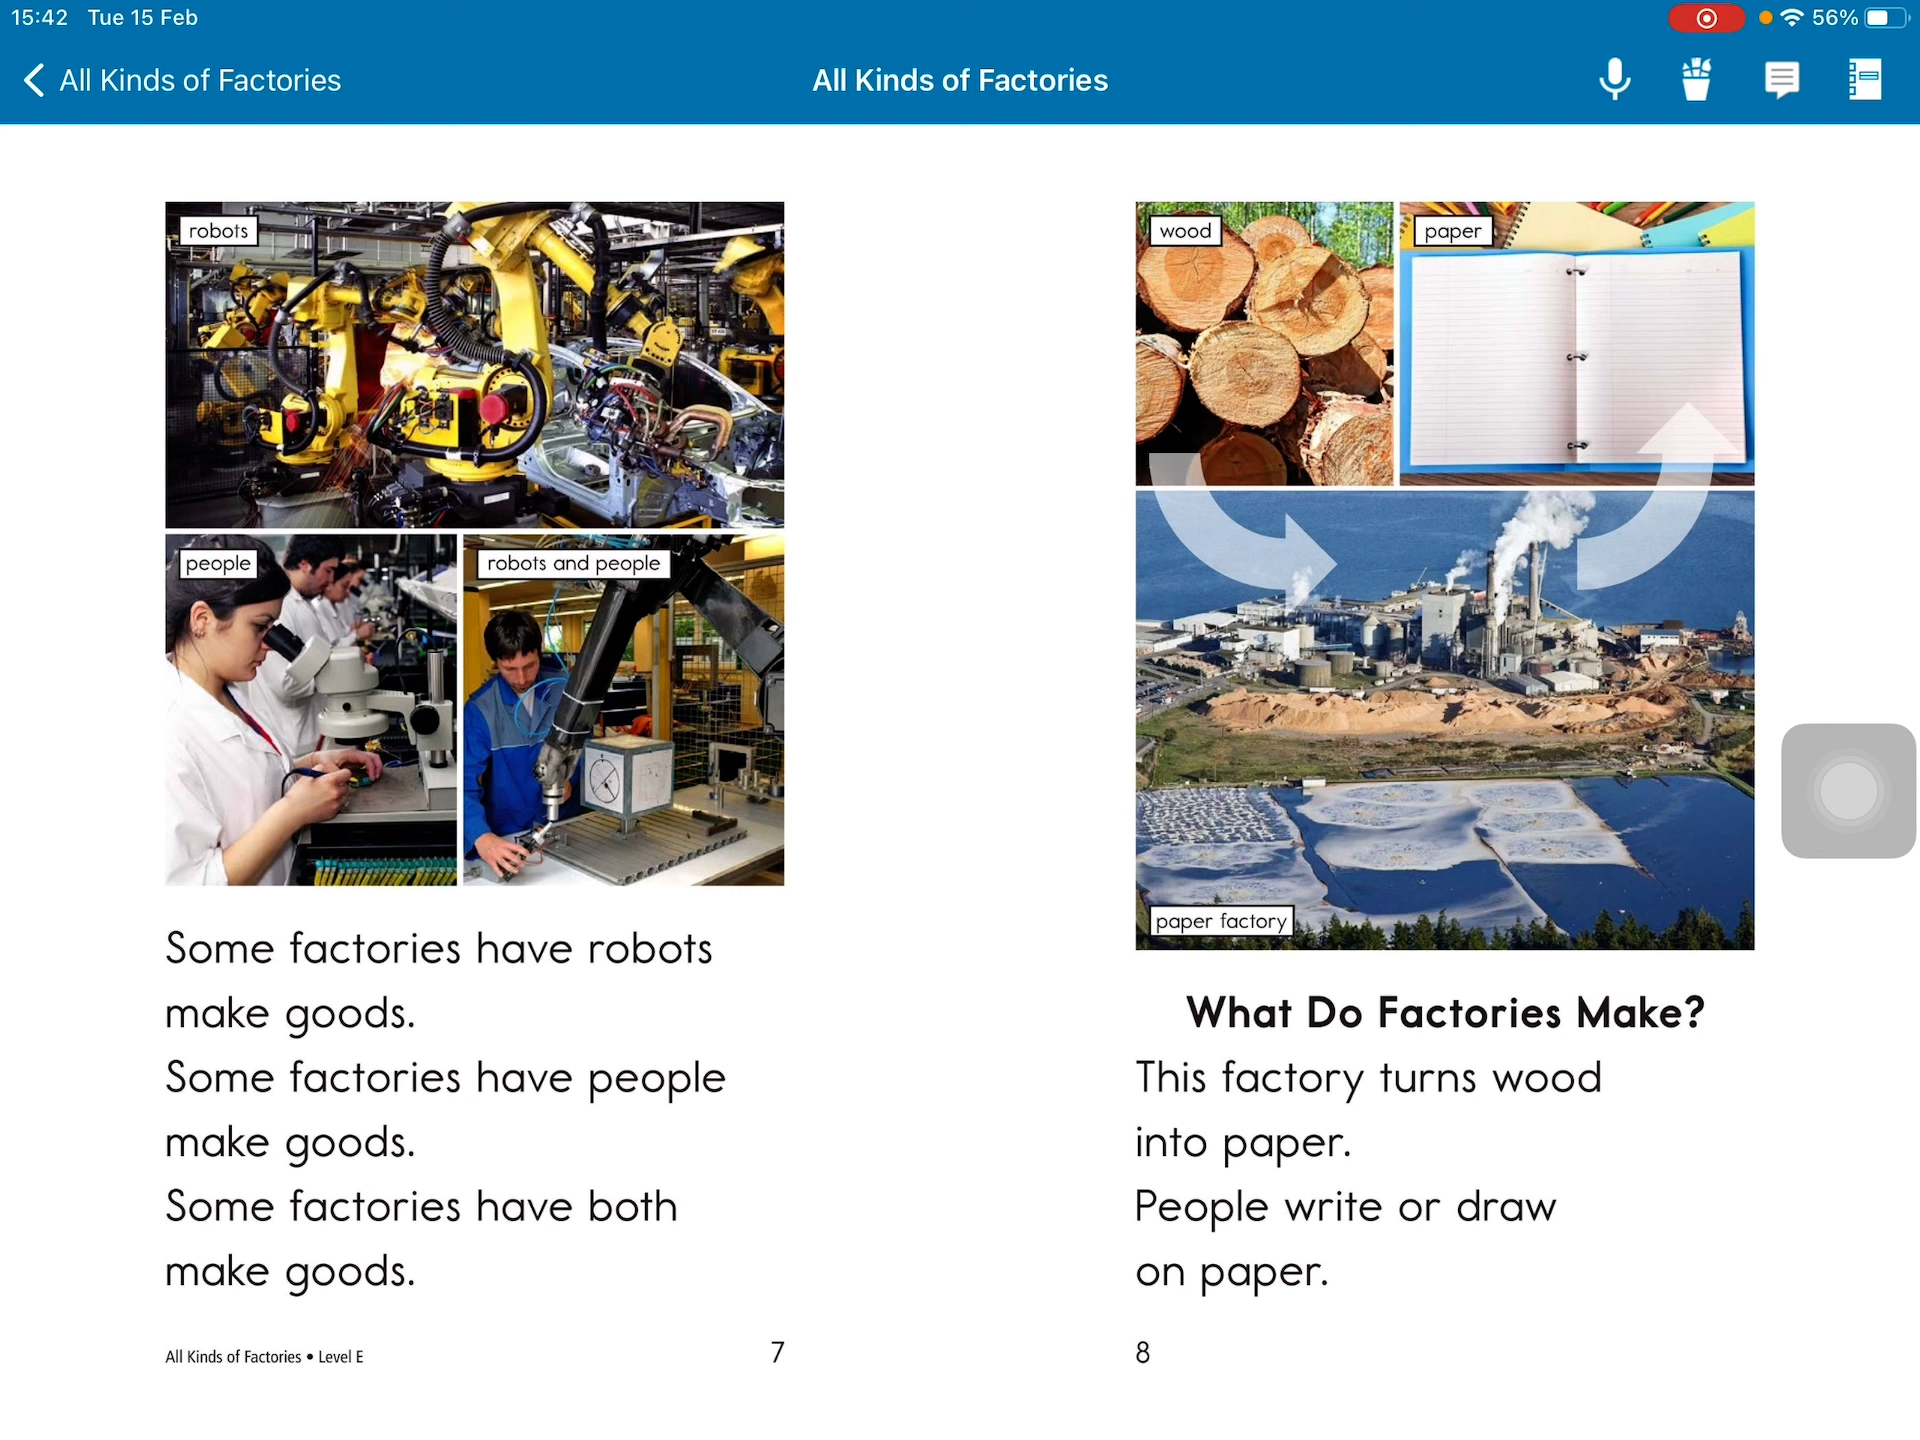 15:42 Tue 15 Feb
56%
All Kinds of Factories
All Kinds of Factories
robots
people
robots and people
Some factories have robots
make goods.
Some factories have people
make goods.
Some factories have both
make goods.
All Kinds of Factories • Level E
7
wood
paper
paper factory
What Do Factories Make?
This factory turns wood
into paper.
People write or draw
on paper.
8